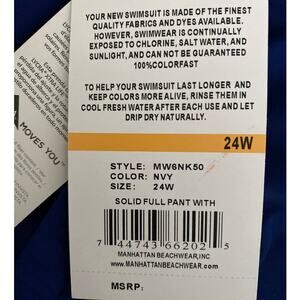 YOUR NEW SWIMSUIT IS MADE OF THE FINEST
QUALITY FABRICS AND DYES AVAILABLE.
HOWEVER, SWIMWEAR IS CONTINUALLY
EXPOSED TO CHLORINE, SALT WATER, AND
SUNLIGHT, AND CAN NOT BE GUARANTEED
100%COLORFAST
TO HELP YOUR SWIMSUIT LAST LONGER AND
KEEP COLORS MORE ALIVE, RINSE THEM IN
COOL FRESH WATER AFTER EACH USE AND LET
DRIP DRY NATURALLY.
24W
STYLE: MW6NK50
COLOR: NVY
SIZE: 24W
SOLID FULL PANT WITH
7 44743 66202 5
MANHATTAN BEACHWEAR, INC
www.MANHATTANBEACHWEAR.COM
MSRP:
MOVES YOU